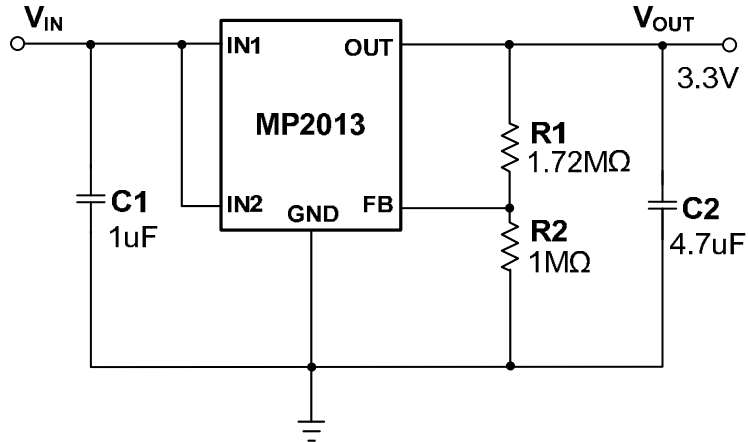 VIN
VOUT
IN1
OUT
3.3V
MP2013
R1
1.72MΩ
C1
1uF
IN2
GND
FB
R2
1MΩ
C2
4.7uF